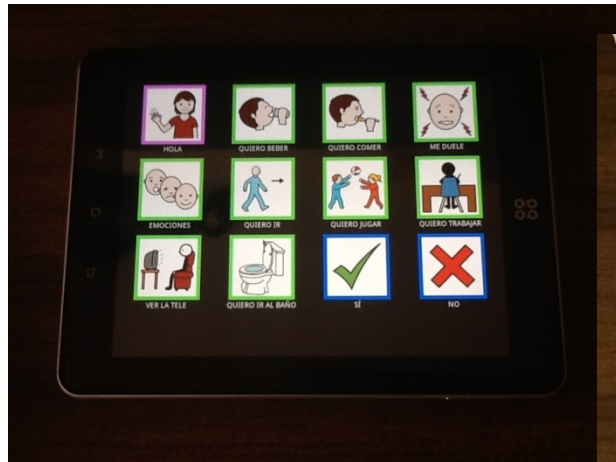 HOLA
QUIERO BEBER
QUIERO COMER
ME DUELE
EMOCIONES
QUIERO IR
QUIERO JUGAR
QUIERO TRABAJAR
VER LA TELE
QUIERO IR AL BAÑO
SÍ
NO